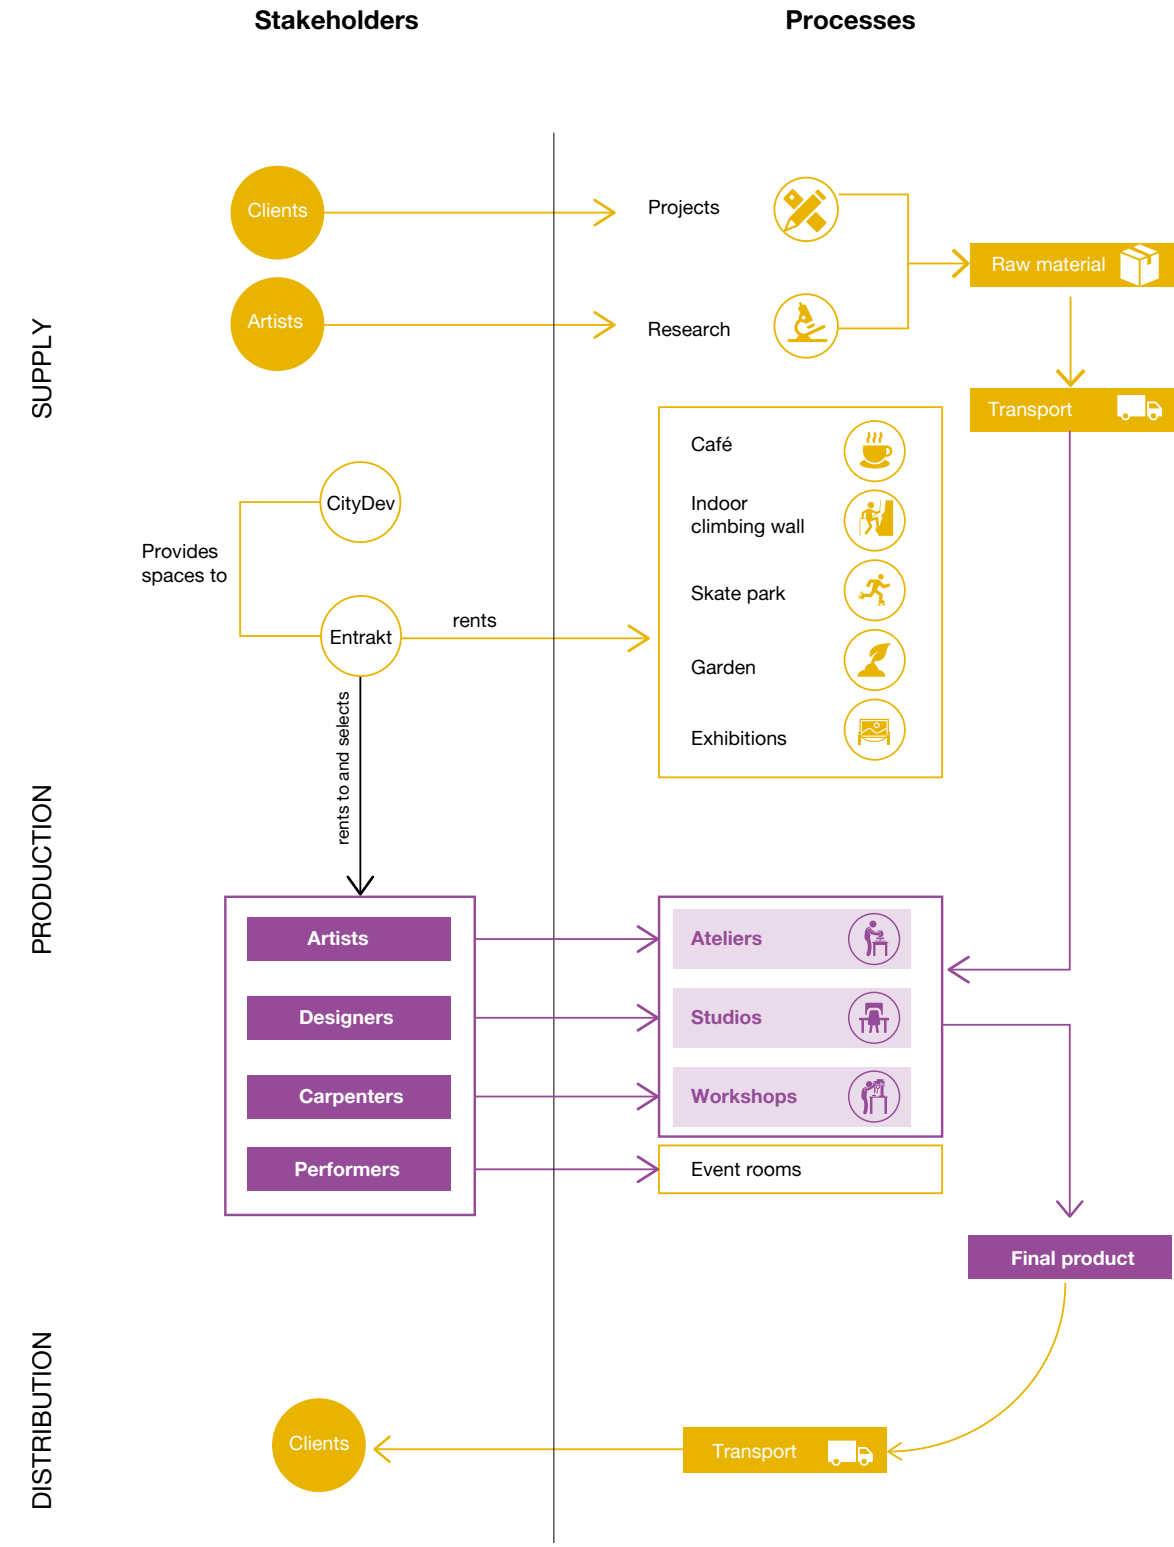 Stakeholders
Processes
SUPPLY
Clients
Projects
Raw material
Artists
Research
Transport
Café
Indoor
climbing wall
Skate park
Garden
Exhibitions
CityDev
Provides
spaces to
Entrakt
rents
rents to and selects
PRODUCTION
Artists
Ateliers
Designers
Studios
Carpenters
Workshops
Performers
Event rooms
Final product
DISTRIBUTION
Clients
Transport